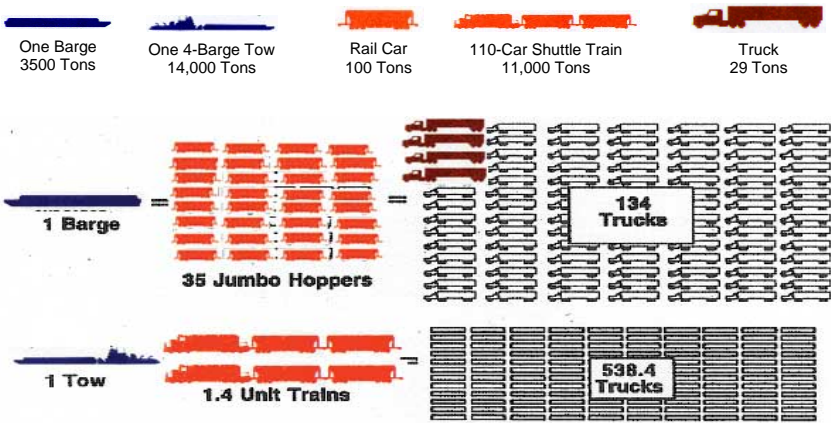 One Barge
3500 Tons
One 4-Barge Tow
14,000 Tons
Rail Car
100 Tons
110-Car Shuttle Train
11,000 Tons
Truck
29 Tons
1 Barge
=
35 Jumbo Hoppers
=
134
Trucks
1 Tow
1.4 Unit Trains
=
538.4
Trucks